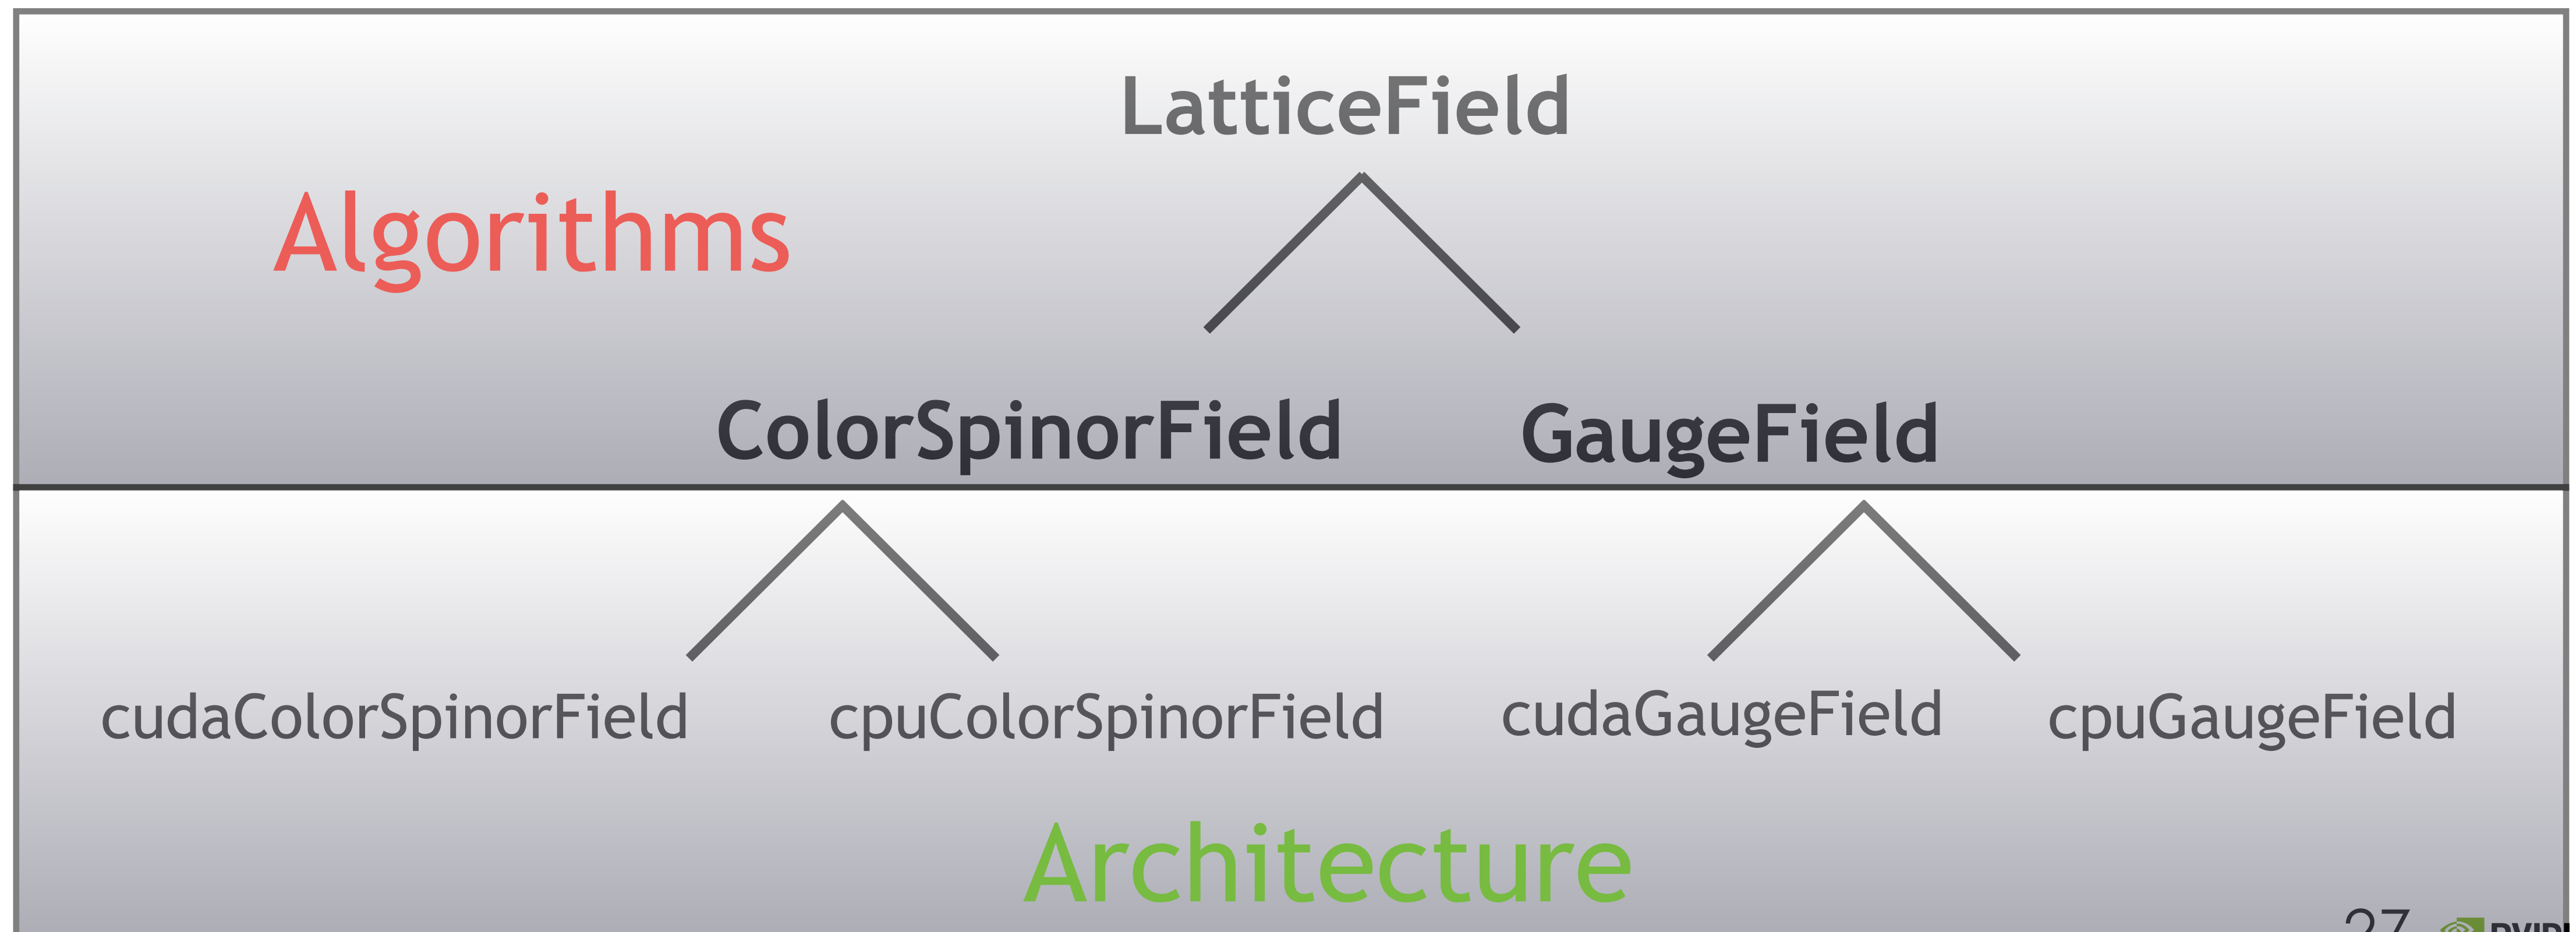 LatticeField
Algorithms
ColorSpinorField GaugeField
cudaColorSpinorField cpuColorSpinorField cudaGaugeField cpuGaugeField
Architecture